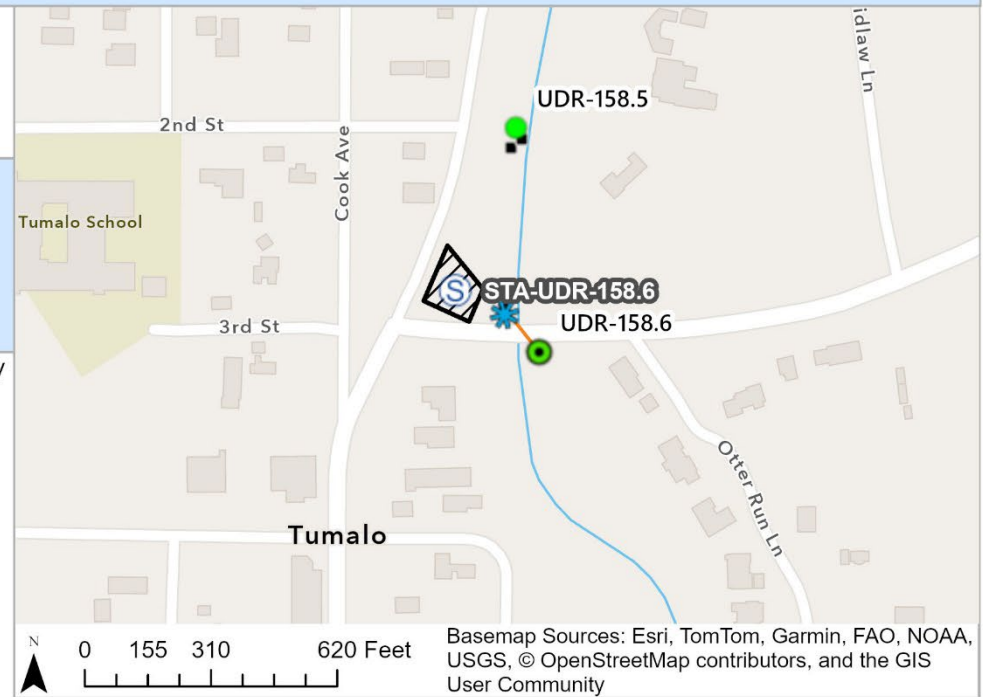 idlaw Ln
UDR-158.5
2nd St
Cook Ave
Tumalo School
S
STA-UDR-158.6
UDR-158.6
3rd St
y
Otter Run Ln
Tumalo
N
0 155 310 620 Feet
Basemap Sources: Esri, TomTom, Garmin, FAO, NOAA,
USGS, © OpenStreetMap contributors, and the GIS
User Community